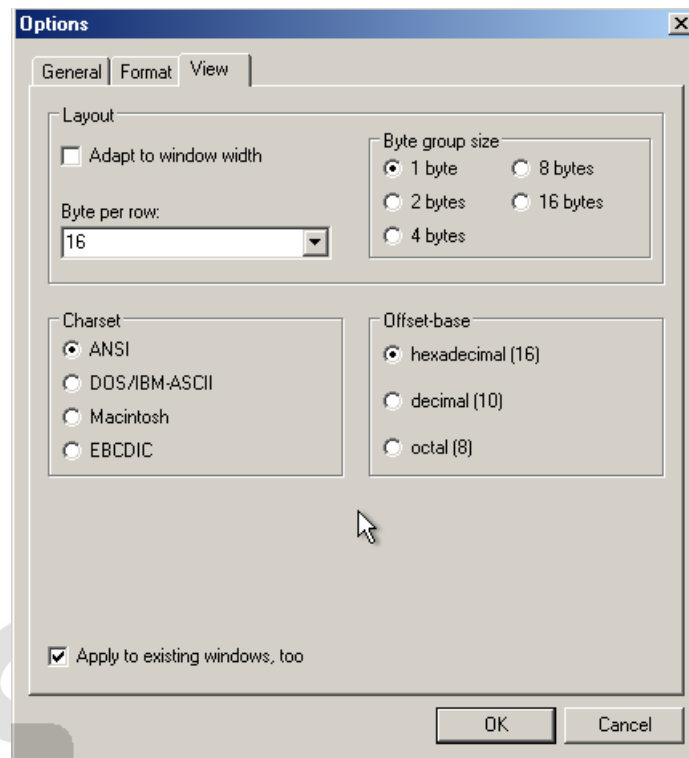 Options
General Format View
Layout
Adapt to window width
Byte per row:
16
Byte group size
1 byte 8 bytes
2 bytes 16 bytes
4 bytes
Charset
ANSI
DOS/IBM-ASCII
Macintosh
EBCDIC
Offset-base
hexadecimal (16)
decimal (10)
octal (8)
Apply to existing windows, too
OK Cancel